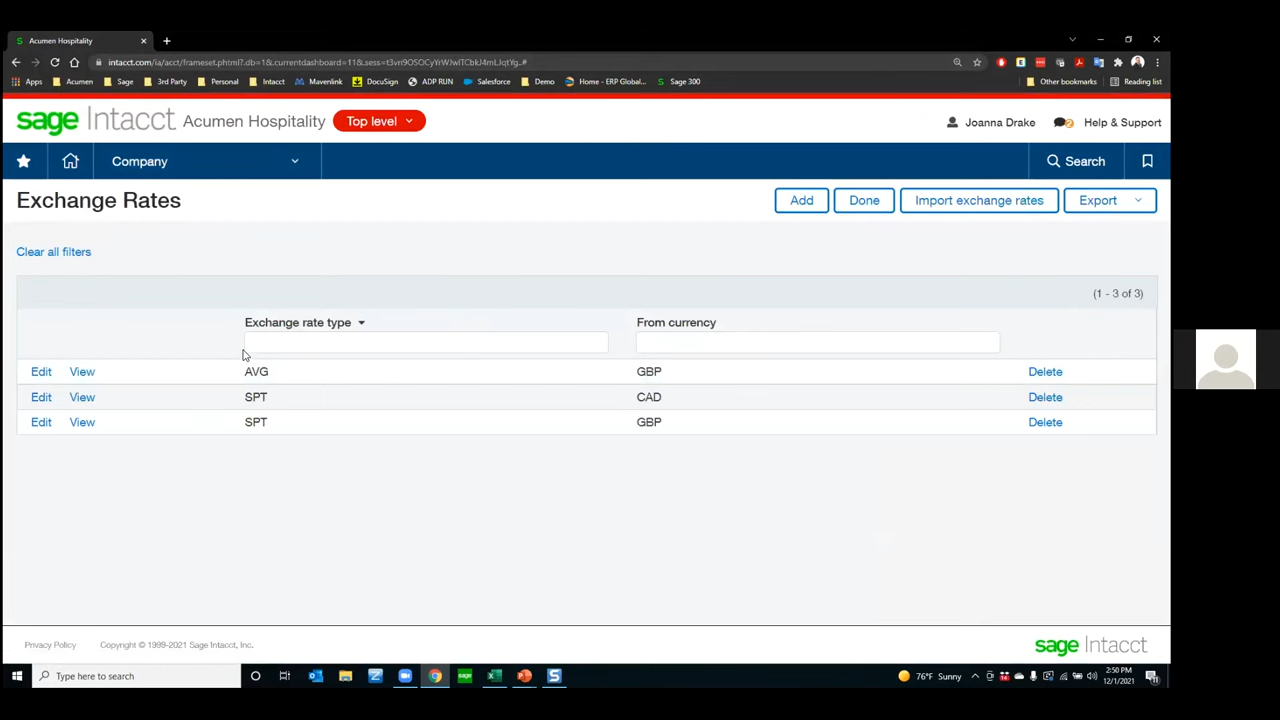 Acumen Hospitality
Apps Acumen Sage 3rd Party Personal Intacct Mavenlink DocuSign ADP RUN Salesforce Demo Home - ERP Global... Sage 300 Other bookmarks Reading list
sage Intacct Acumen Hospitality Top level Joanna Drake Help & Support
Company Search
Exchange Rates Add Done Import exchange rates Export
Clear all filters
(1 - 3 of 3)
Exchange rate type From currency
Edit View AVG GBP Delete
Edit View SPT CAD Delete
Edit View SPT GBP Delete
Privacy Policy Copyright © 1999-2021 Sage Intacct, Inc. sage Intacct
Type here to search 76°F Sunny 2:50 PM
12/1/2021